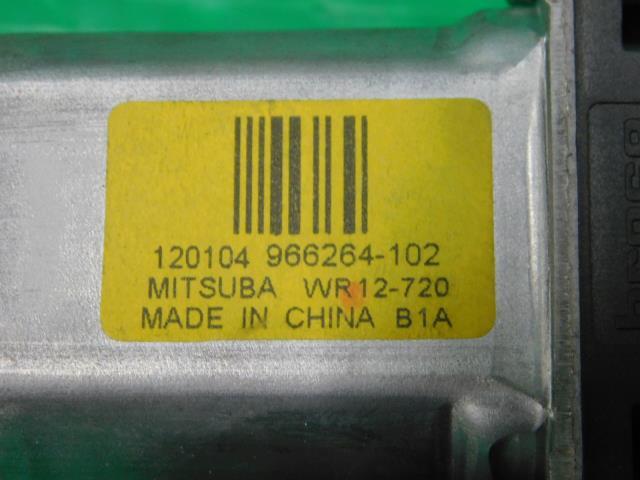 120104 966264-102
MITSUBA WR12-720
MADE IN CHINA B1A